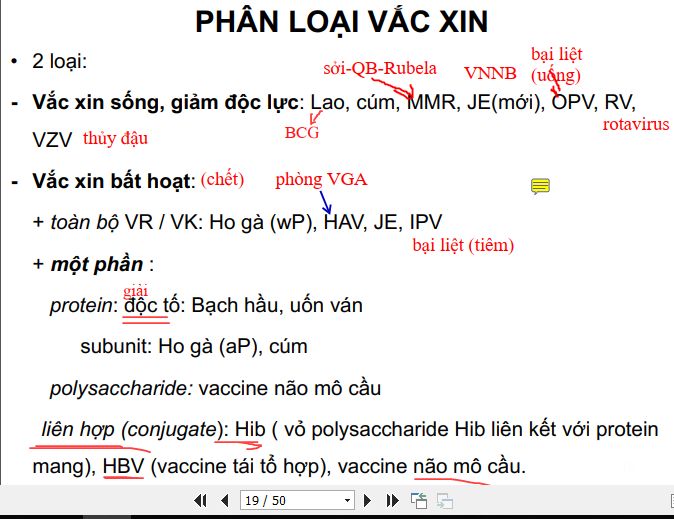 PHÂN LOẠI VẮC XIN
• 2 loại:
bại liệt
sởi-QB-Rubela VNNB (uống)
- Vắc xin sống, giảm độc lực: Lao, cúm, MMR, JE(mới), OPV, RV,
BCG rotavirus
VZV thủy đậu
- Vắc xin bất hoạt: (chết) phòng VGA
+ toàn bộ VR / VK: Ho gà (wP), HAV, JE, IPV
bại liệt (tiêm)
+ một phần :
giải
protein: độc tố: Bạch hầu, uốn ván
subunit: Ho gà (aP), cúm
polysaccharide: vaccine não mô cầu
liên hợp (conjugate): Hib ( vỏ polysaccharide Hib liên kết với protein
mang), HBV (vaccine tái tổ hợp), vaccine não mô cầu.
19 / 50